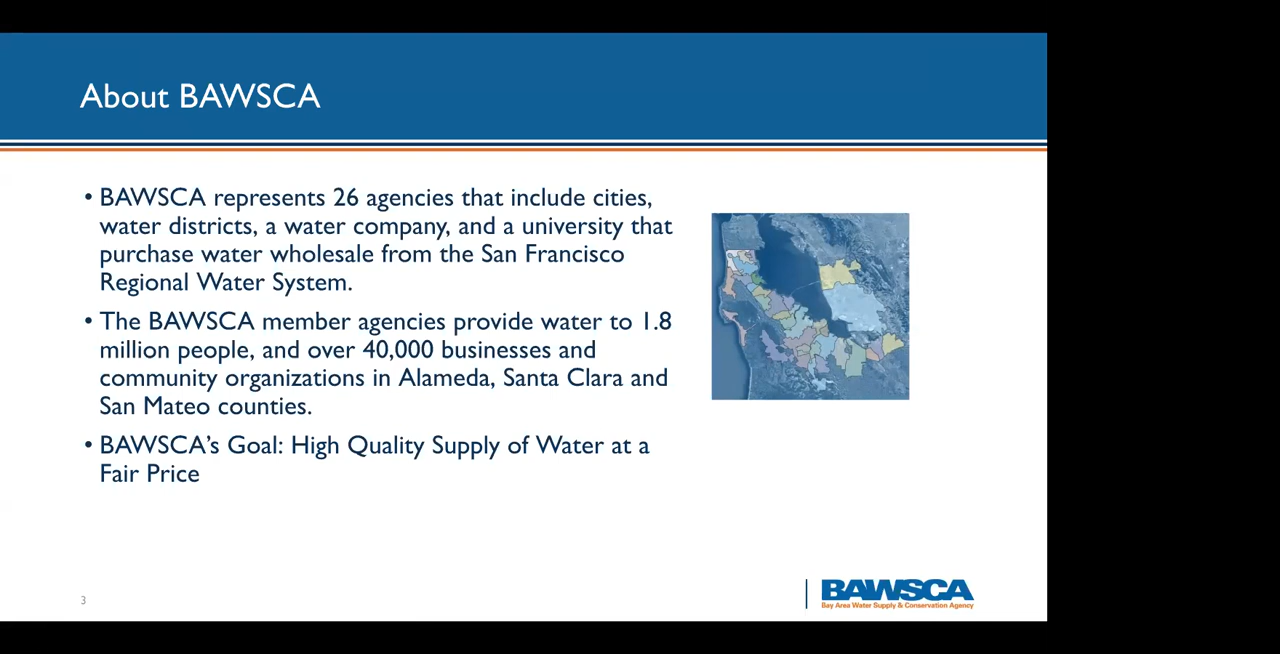 About BAWSCA
• BAWSCA represents 26 agencies that include cities,
water districts, a water company, and a university that
purchase water wholesale from the San Francisco
Regional Water System.
• The BAWSCA member agencies provide water to 1.8
million people, and over 40,000 businesses and
community organizations in Alameda, Santa Clara and
San Mateo counties.
• BAWSCA’s Goal: High Quality Supply of Water at a
Fair Price
3
BAWSCA
Bay Area Water Supply & Conservation Agency